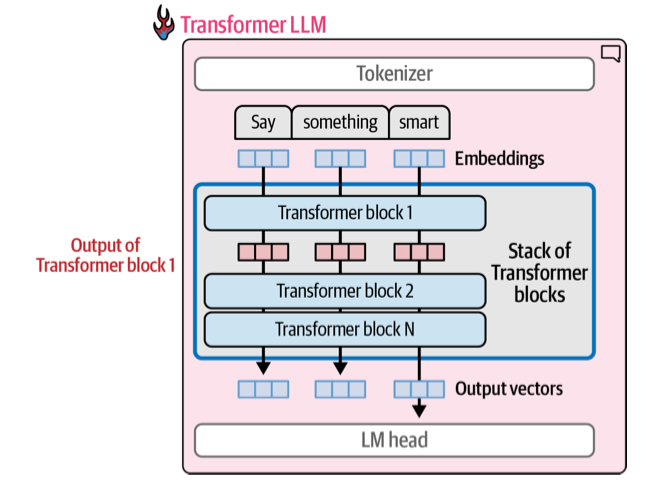 Transformer LLM
Tokenizer
Say something smart
Embeddings
Transformer block 1
Output of
Transformer block 1
Stack of
Transformer
blocks
Transformer block 2
Transformer block N
Output vectors
LM head